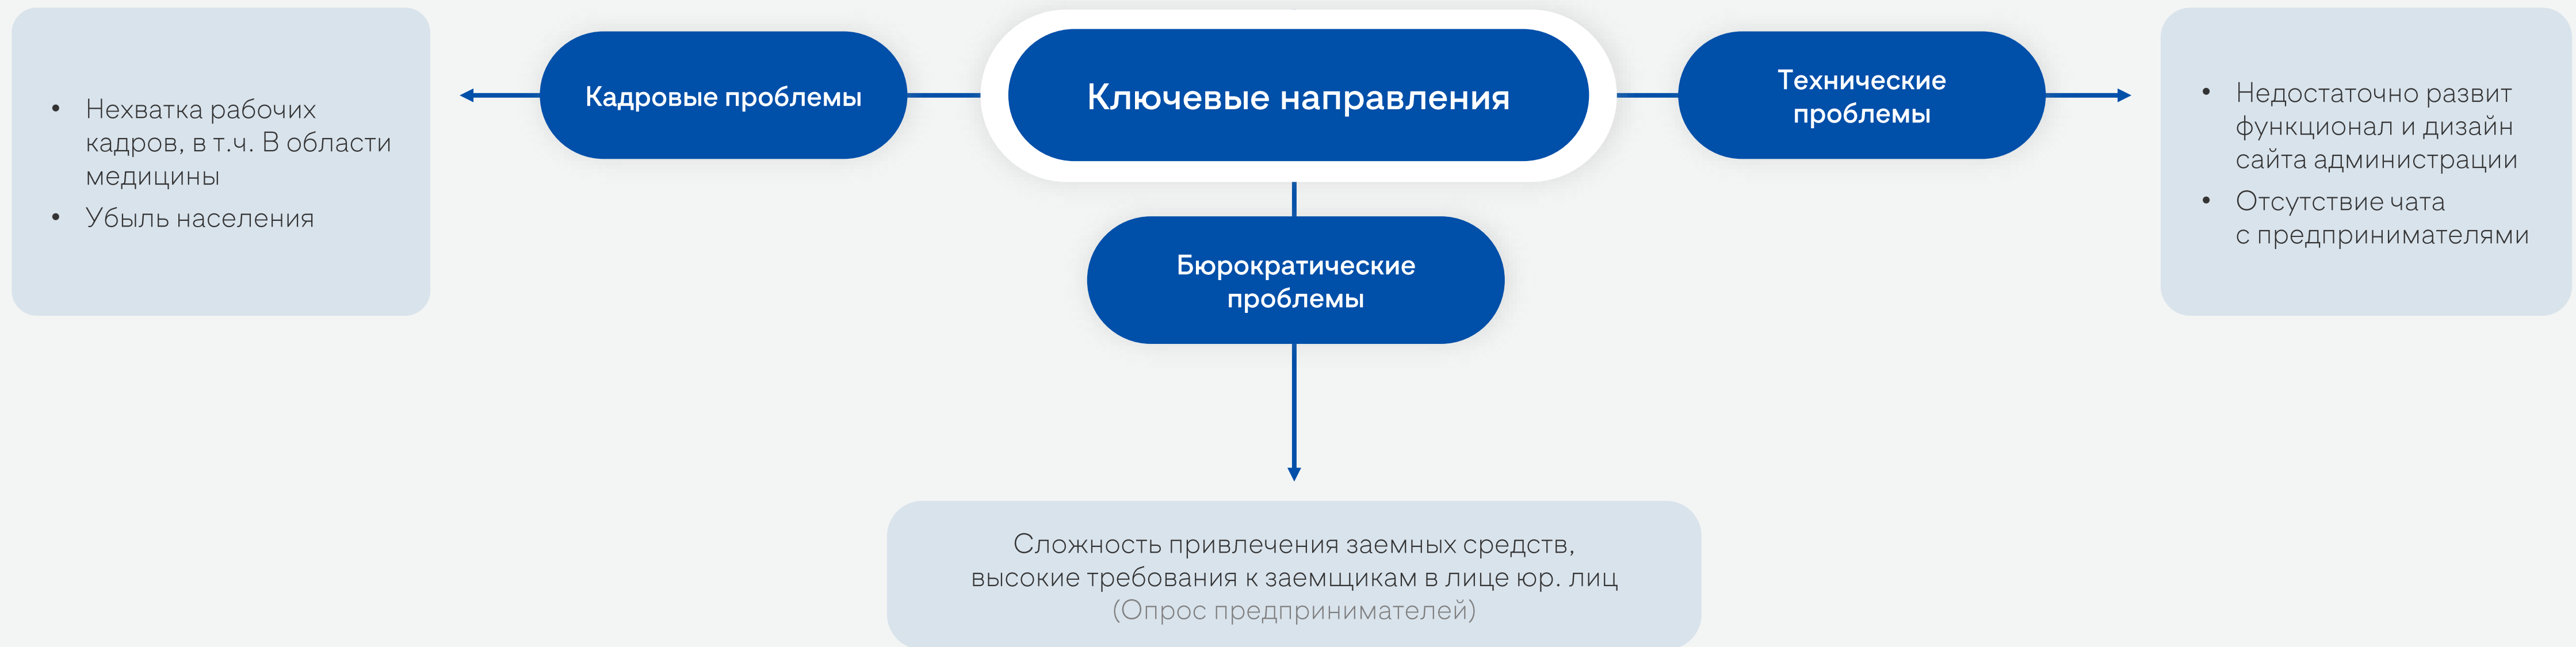 • Нехватка рабочих
кадров, в т.ч. В области
медицины
• Убыль населения
Кадровые проблемы
Ключевые направления
Технические
проблемы
• Недостаточно развит
функционал и дизайн
сайта администрации
• Отсутствие чата
с предпринимателями
Бюрократические
проблемы
Сложность привлечения заемных средств,
высокие требования к заемщикам в лице юр. лиц
(Опрос предпринимателей)